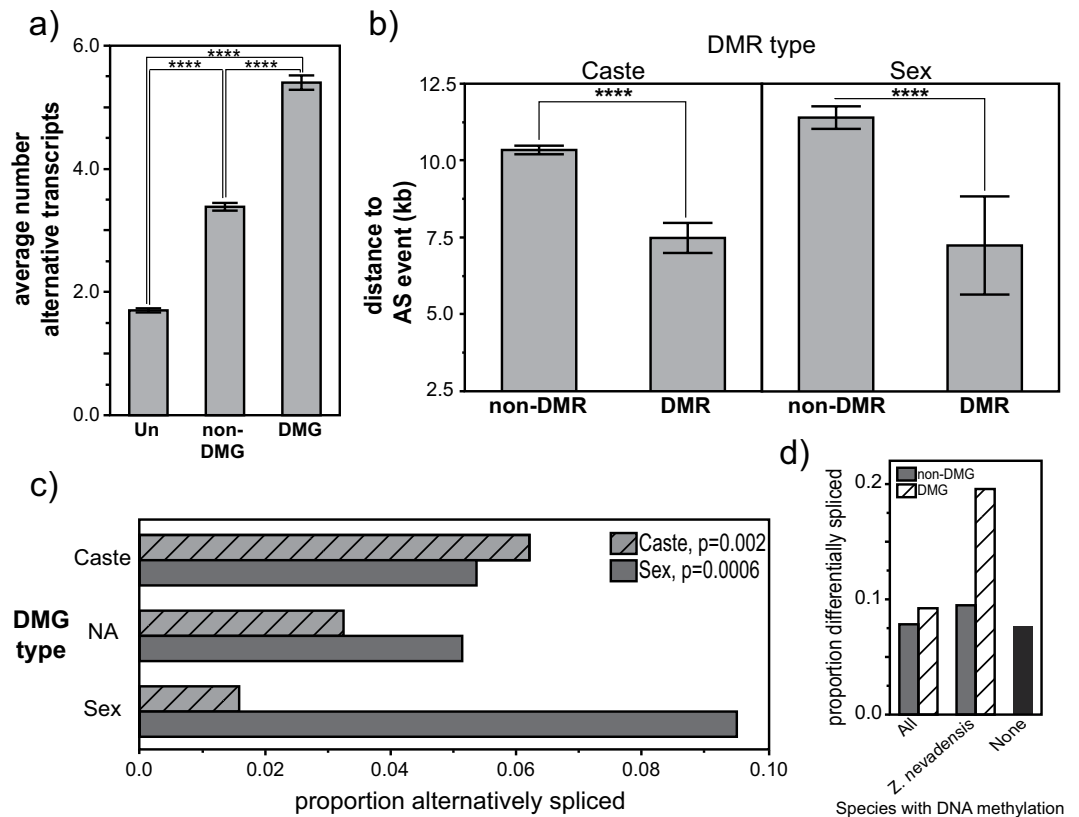 a)
average number
alternative transcripts
6.0
4.0
2.0
0.0
****
****
****
Un
non-
DMG
DMG
b)
DMR type
Caste
Sex
distance to
AS event (kb)
12.5
10.0
7.5
5.0
2.5
****
****
non-DMR
DMR
non-DMR
DMR
c)
DMG
type
Caste
NA
Sex
Caste, p=0.002
Sex, p=0.0006
0.0
0.02
0.04
0.06
0.08
0.10
proportion alternatively spliced
d)
proportion differentially spliced
0.2
0.1
0.0
non-DMG
DMG
All
Z. nevadensis
None
Species with DNA methylation